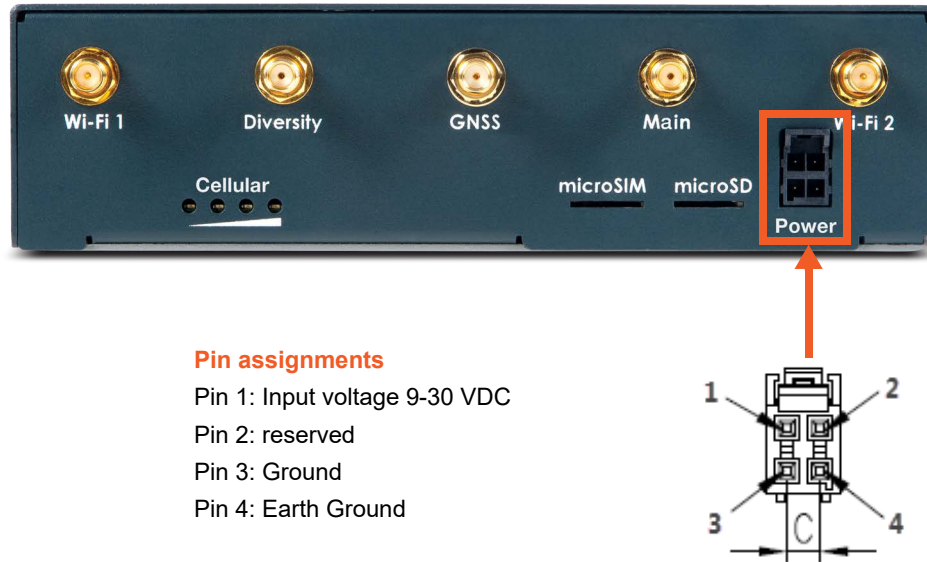 Wi-Fi 1
Diversity
GNSS
Main
Wi-Fi 2
Cellular
microSIM
microSD
Power
Pin assignments
Pin 1: Input voltage 9-30 VDC
Pin 2: reserved
Pin 3: Ground
Pin 4: Earth Ground
1
2
3
4
C